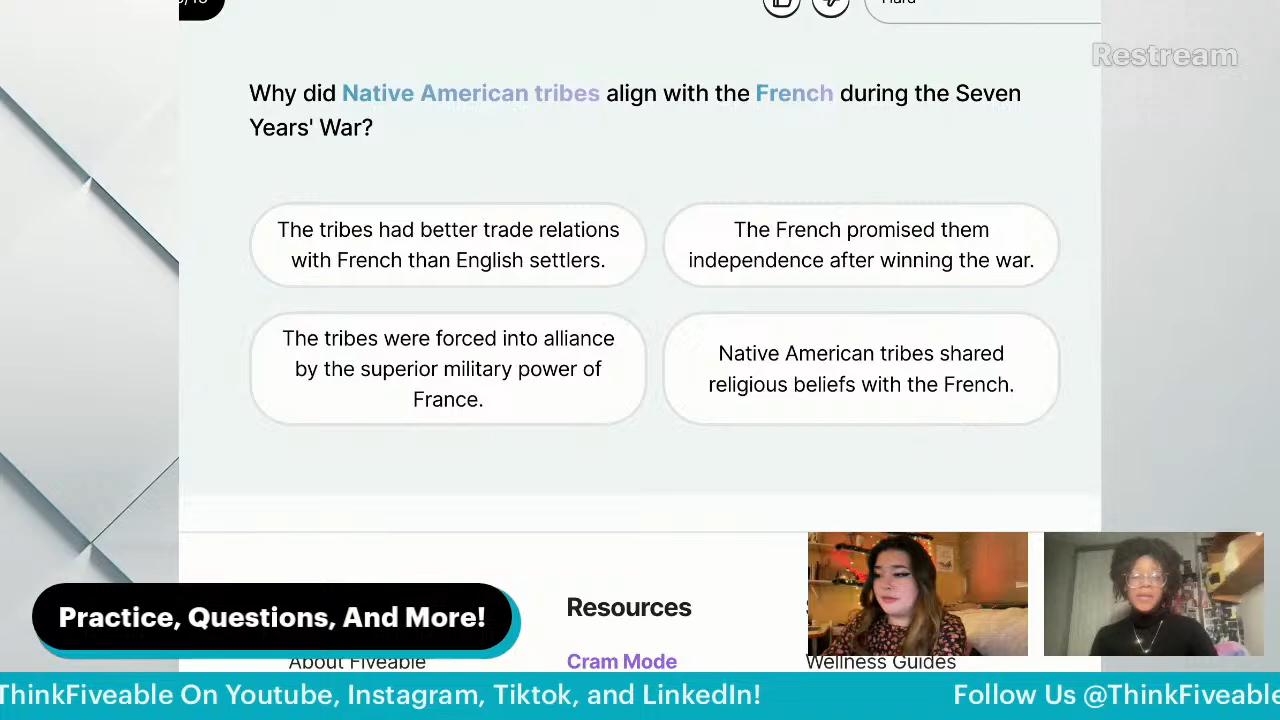 Restream
Why did Native American tribes align with the French during the Seven
Years' War?
The tribes had better trade relations
with French than English settlers.
The French promised them
independence after winning the war.
The tribes were forced into alliance
by the superior military power of
France.
Native American tribes shared
religious beliefs with the French.
Practice, Questions, And More!
Resources
About Fiveable
Cram Mode
Wellness Guides
ThinkFiveable On Youtube, Instagram, Tiktok, and LinkedIn!
Follow Us @ThinkFiveable